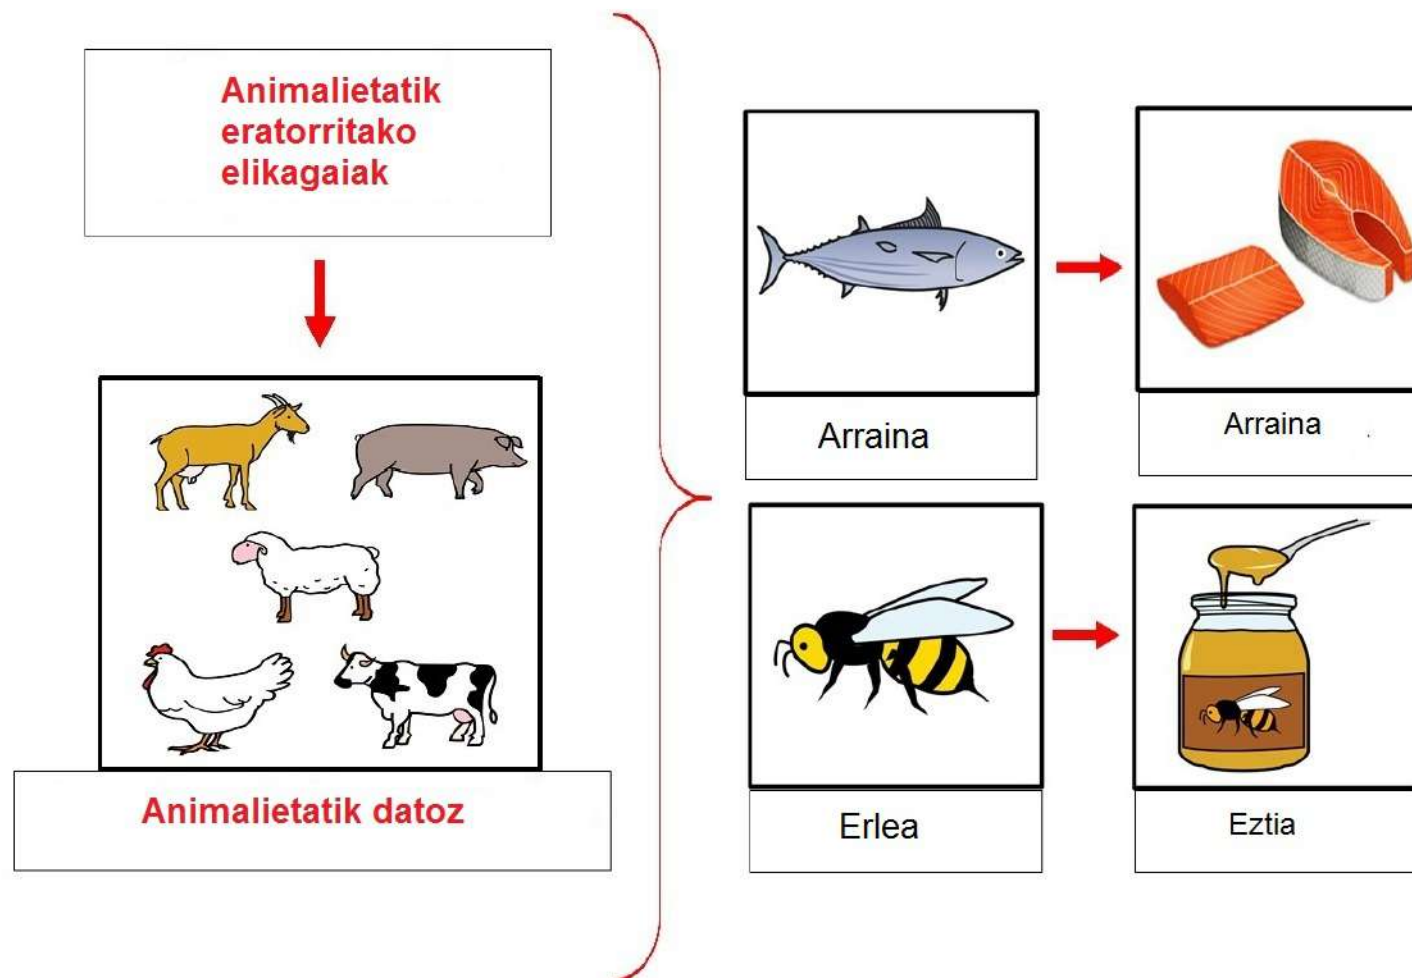 Animalietatik
eratorritako
elikagaiak
Animalietatik datoz
Arraina
Arraina
Erlea
Eztia